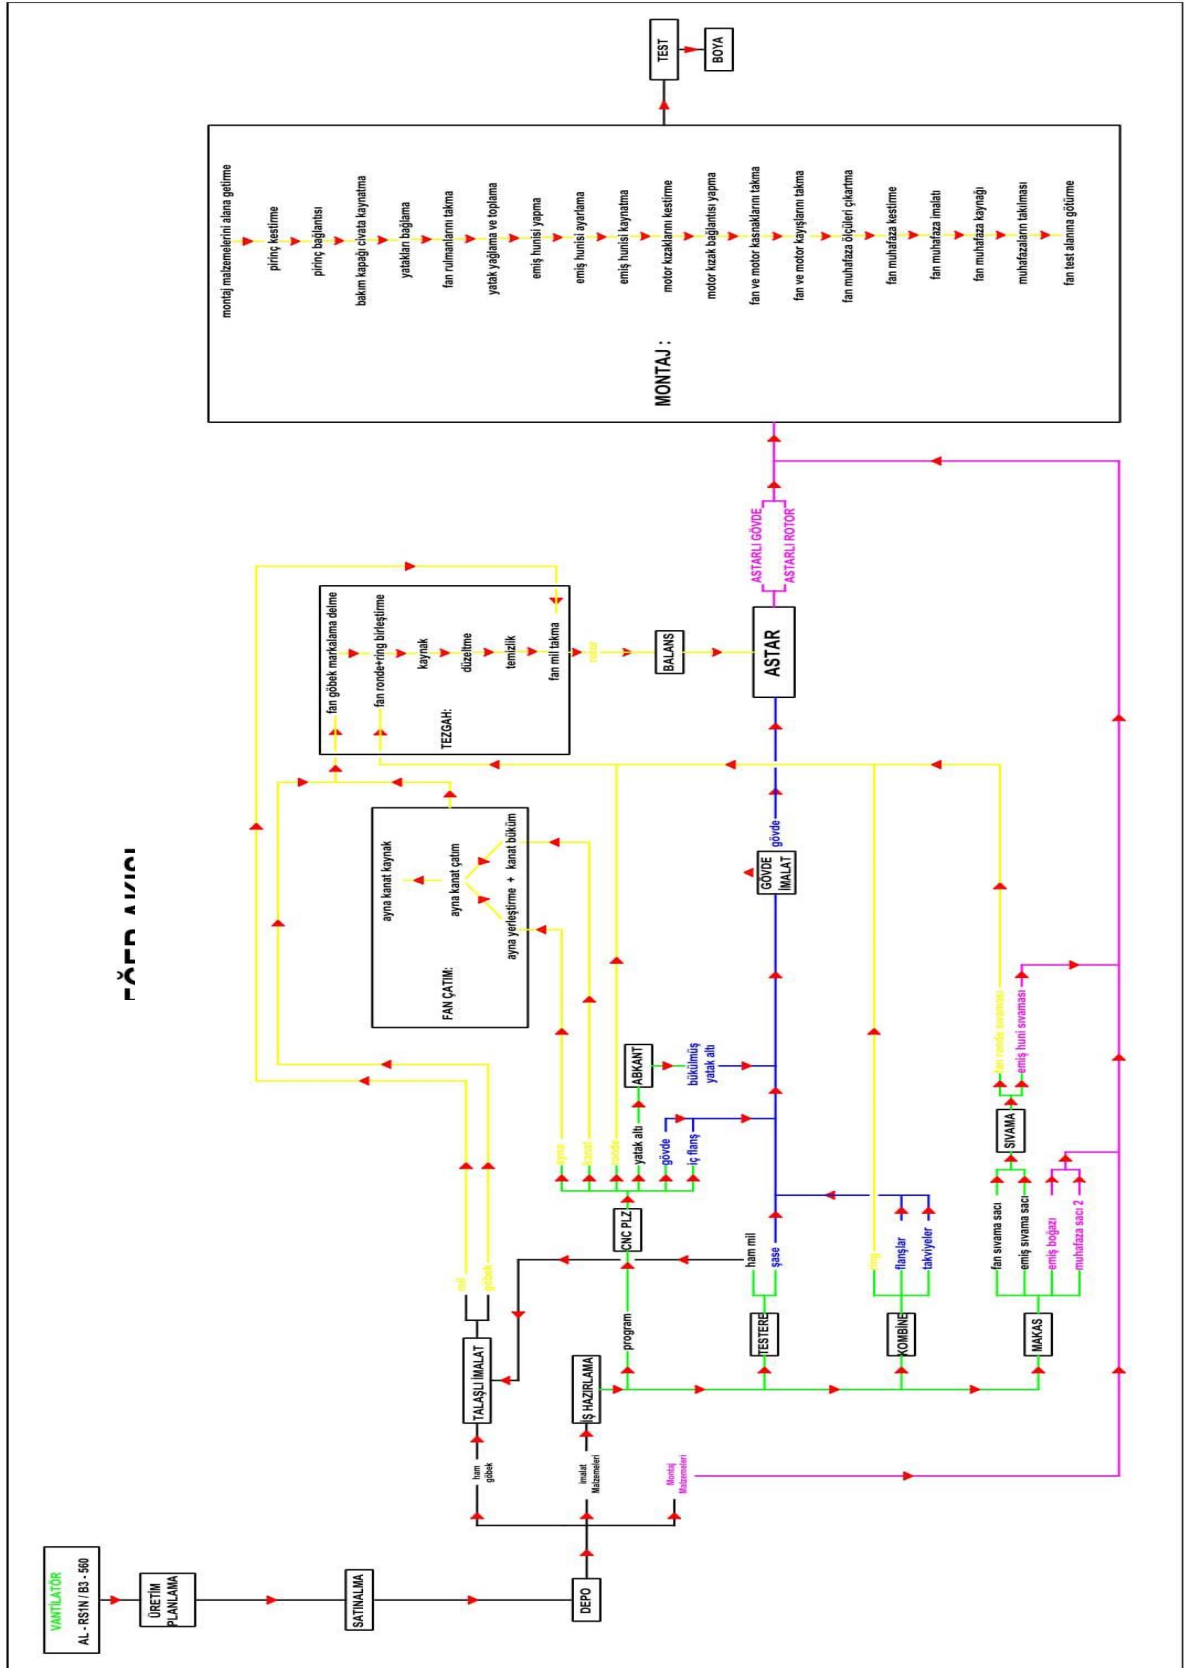 VANTİLATÖR
AL - RS1N / B3 - 560
ÜRETİM
PLANLAMA
SATINALMA
DEPO
ham
göbek
imalat
Malzemeleri
Montaj
Malzemeleri
TALAŞLI İMALAT
İŞ HAZIRLAMA
mil
göbek
program
CNC PLZ
TESTERE
ham mil
şase
KOMBİNE
ring
flanşlar
takviyeler
MAKAS
fan sıvama sacı
emiş sıvama sacı
emiş boğazı
muhafaza sacı 2
SIVAMA
fan ronde sıvaması
emiş huni sıvaması
ayna
kanat
ronde
yatak altı
gövde
iç flanş
ABKANT
bükülmüş
yatak altı
FAN ÇATIM:
ayna kanat kaynak
ayna kanat çatım
ayna yerleştirme + kanat büküm
GÖVDE
İMALAT
gövde
TEZGAH:
fan göbek markalama delme
fan ronde+ring birleştirme
kaynak
düzeltme
temizlik
fan mil takma
rotor
BALANS
ASTAR
ASTARLI GÖVDE
ASTARLI ROTOR
MONTAJ :
montaj malzemelerini alana getirme
pirinç kestirme
pirinç bağlantısı
bakım kapağı civata kaynatma
yatakları bağlama
fan rulmanlarını takma
yatak yağlama ve toplama
emiş hunisi yapma
emiş hunisi ayarlama
emiş hunisi kaynatma
motor kızaklarını kestirme
motor kızak bağlantısı yapma
fan ve motor kasnaklarını takma
fan ve motor kayışlarını takma
fan muhafaza ölçüleri çıkartma
fan muhafaza kestirme
fan muhafaza imalatı
fan muhafaza kaynağı
muhafazaların takılması
fan test alanına götürme
TEST
BOYA